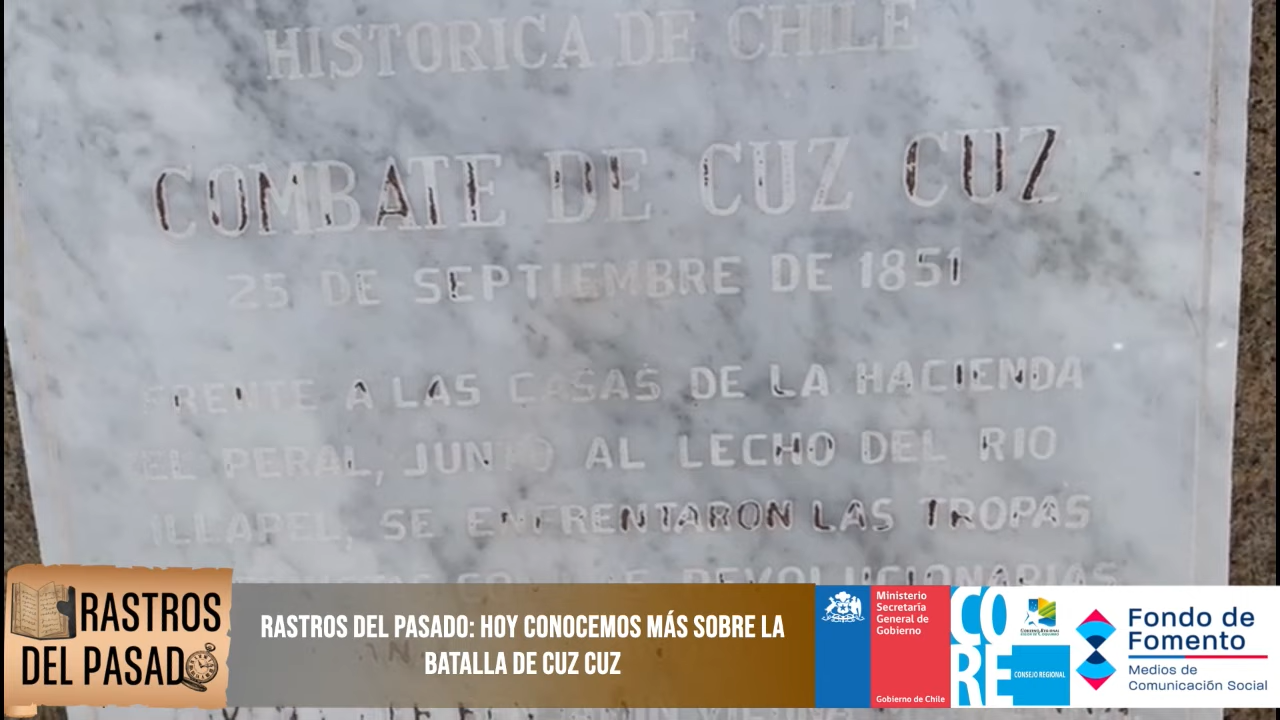 HISTORICA DE CHILE
COMBATE DE CUZ CUZ
25 DE SEPTIEMBRE DE 1851
FRENTE A LAS CASAS DE LA HACIENDA
EL PERAL, JUNTO AL LECHO DEL RIO
ILLAPEL, SE ENFRENTARON LAS TROPAS
REVOLUCIONARIAS
RASTROS
DEL PASADO
RASTROS DEL PASADO: HOY CONOCEMOS MÁS SOBRE LA
BATALLA DE CUZ CUZ
Ministerio
Secretaría
General de
Gobierno
Gobierno de Chile
CORE
CONSEJO REGIONAL
Fondo de
Fomento
Medios de
Comunicación Social